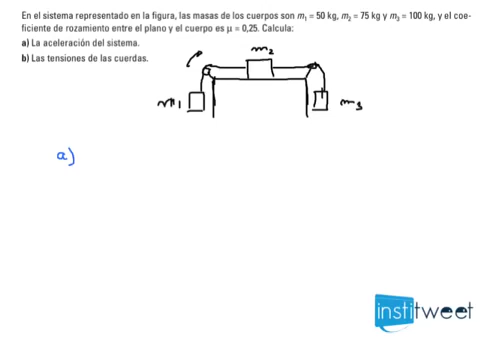 En el sistema representado en la figura, las masas de los cuerpos son m₁ = 50 kg, m₂ = 75 kg y m₃ = 100 kg, y el coe-
ficiente de rozamiento entre el plano y el cuerpo es μ = 0,25. Calcula:
a) La aceleración del sistema.
b) Las tensiones de las cuerdas.
m₂
m₁
m₃
a)
institweet